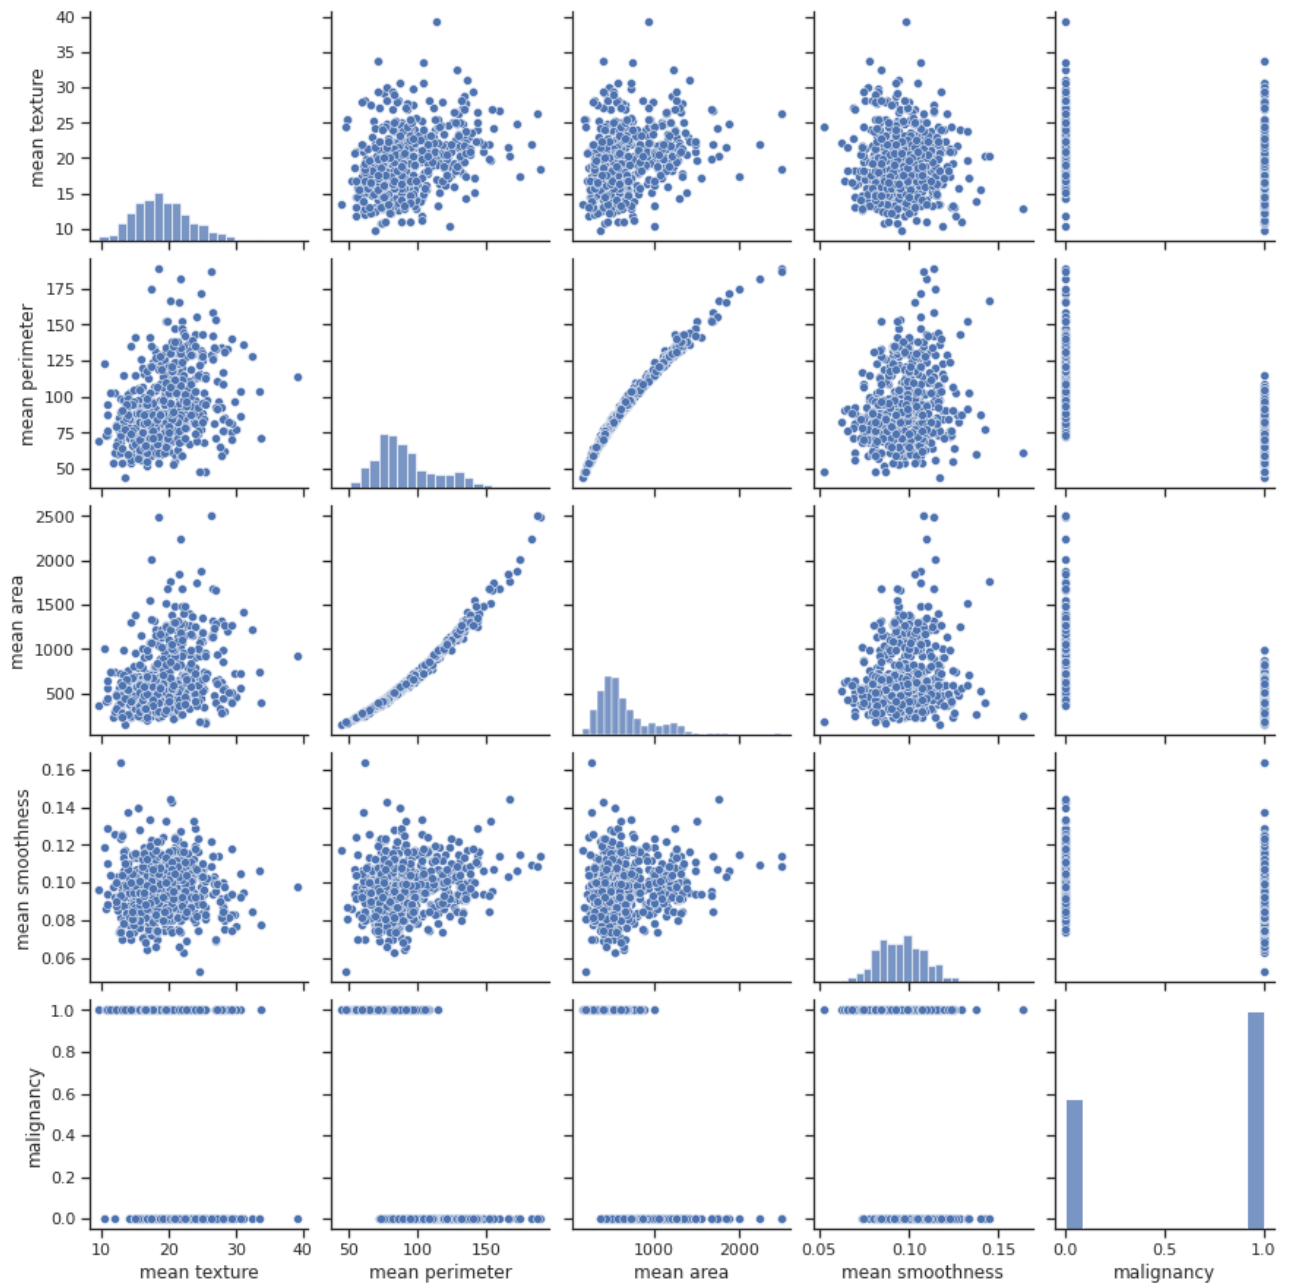 40
35
30
25
20
15
10
mean texture
175
150
125
100
75
50
mean perimeter
2500
2000
1500
1000
500
mean area
0.16
0.14
0.12
0.10
0.08
0.06
mean smoothness
1.0
0.8
0.6
0.4
0.2
0.0
malignancy
10 20 30 40
mean texture
50 100 150
mean perimeter
1000 2000
mean area
0.05 0.10 0.15
mean smoothness
0.0 0.5 1.0
malignancy